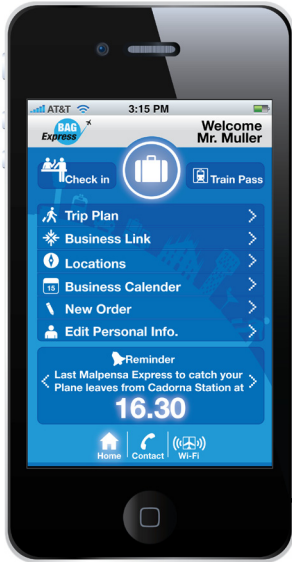 AT&T 3:15 PM
BAG
Express
Welcome
Mr. Muller
Check in
Train Pass
Trip Plan
Business Link
Locations
15 Business Calender
New Order
Edit Personal Info.
Reminder
Last Malpensa Express to catch your
Plane leaves from Cadorna Station at
16.30
Home Contact Wi-Fi